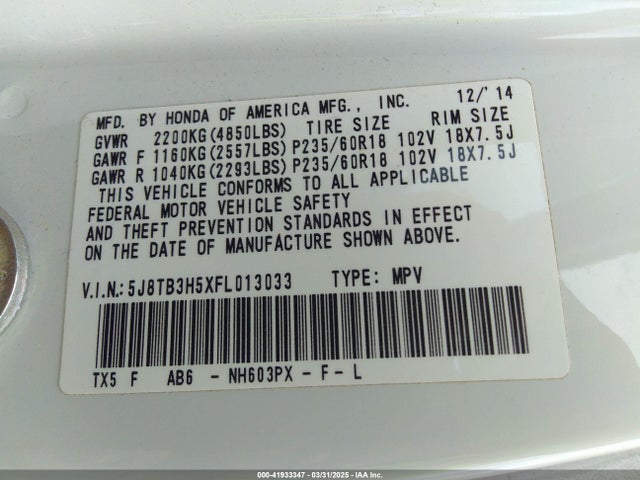 MFD. BY HONDA OF AMERICA MFG., INC. 12/'14
GVWR 2200KG(4850LBS) TIRE SIZE RIM SIZE
GAWR F 1160KG(2557LBS)P235/60R18 102V 18X7.5J
GAWR R 1040KG(2293LBS)P235/60R18 102V 18X7.5J
THIS VEHICLE CONFORMS TO ALL APPLICABLE
FEDERAL MOTOR VEHICLE SAFETY
AND THEFT PREVENTION STANDARDS IN EFFECT
ON THE DATE OF MANUFACTURE SHOWN ABOVE.
V.I.N.:5J8TB3H5XFL013033 TYPE: MPV
TX5 F AB6 - NH603PX - F - L
000-41933347 - 03/31/2025 - IAA Inc.